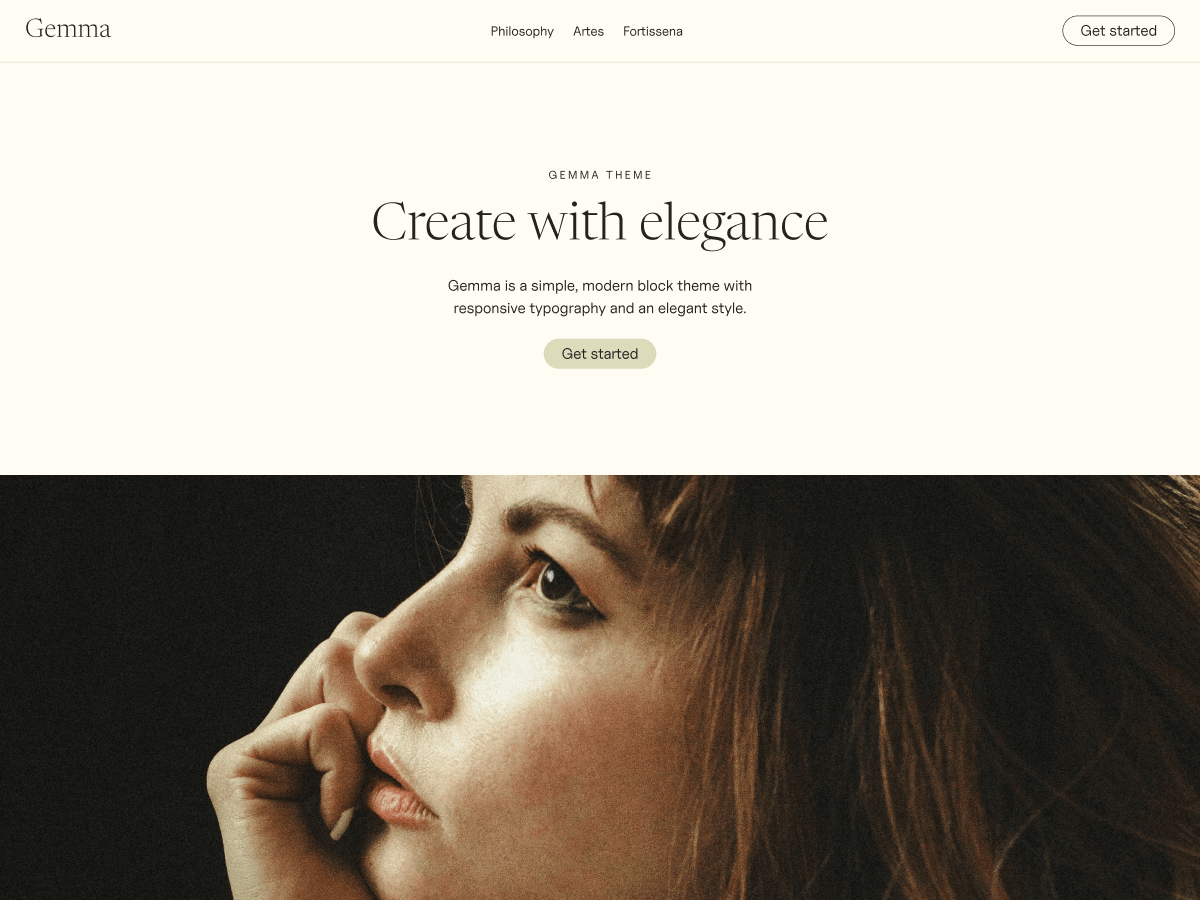 Gemma
Philosophy Artes Fortissena
Get started
GEMMA THEME
Create with elegance
Gemma is a simple, modern block theme with
responsive typography and an elegant style.
Get started